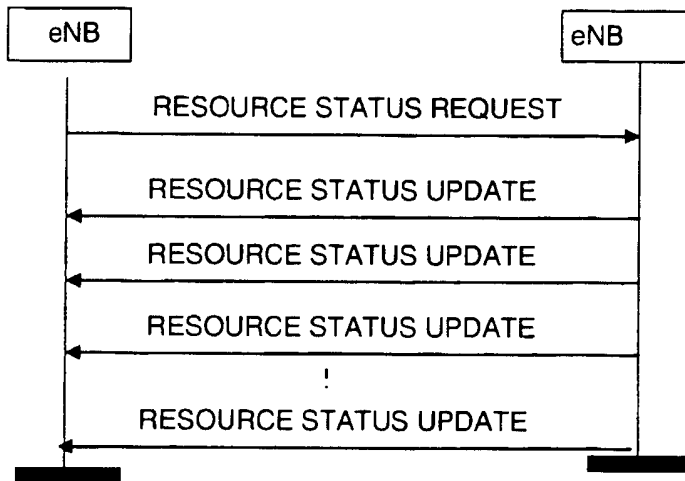 eNB
eNB
RESOURCE STATUS REQUEST
RESOURCE STATUS UPDATE
RESOURCE STATUS UPDATE
RESOURCE STATUS UPDATE
!
RESOURCE STATUS UPDATE